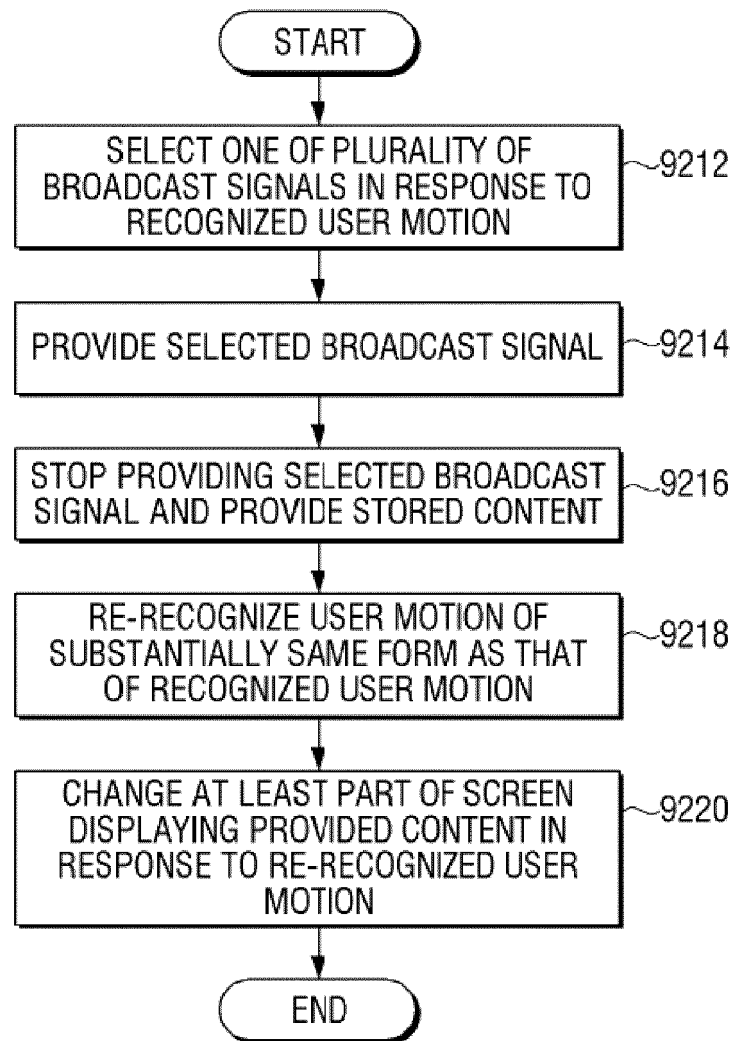 START
SELECT ONE OF PLURALITY OF
BROADCAST SIGNALS IN RESPONSE TO
RECOGNIZED USER MOTION
9212
PROVIDE SELECTED BROADCAST SIGNAL
9214
STOP PROVIDING SELECTED BROADCAST
SIGNAL AND PROVIDE STORED CONTENT
9216
RE-RECOGNIZE USER MOTION OF
SUBSTANTIALLY SAME FORM AS THAT
OF RECOGNIZED USER MOTION
9218
CHANGE AT LEAST PART OF SCREEN
DISPLAYING PROVIDED CONTENT IN
RESPONSE TO RE-RECOGNIZED USER
MOTION
9220
END